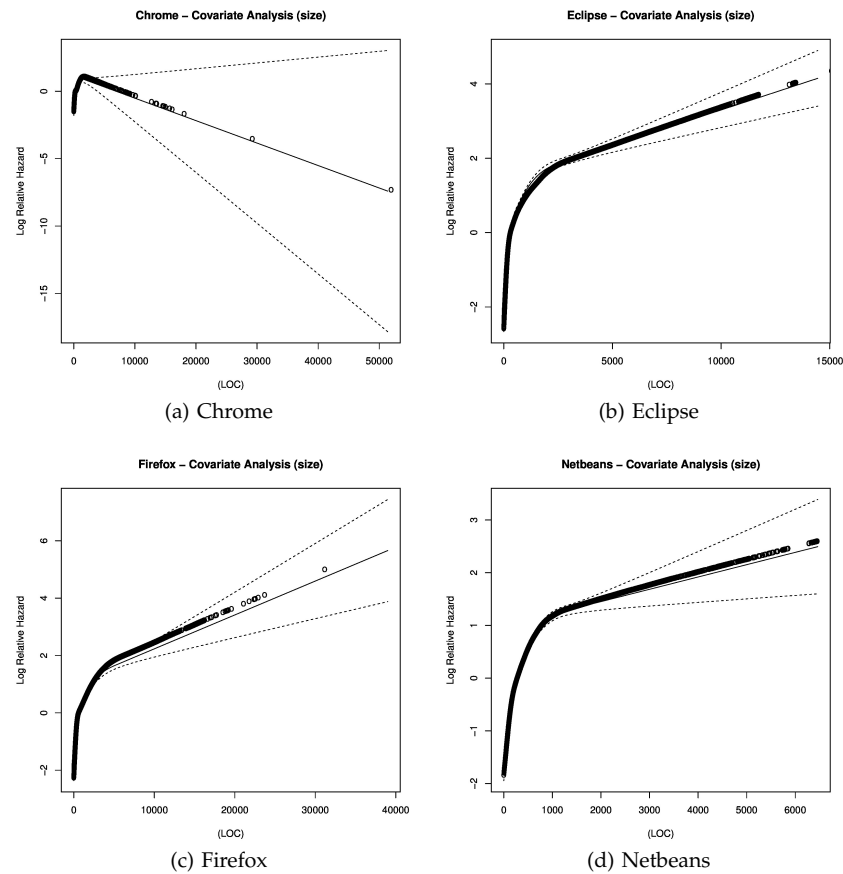 Chrome – Covariate Analysis (size)
Log Relative Hazard
0
−5
−10
−15
0 10000 20000 30000 40000 50000
(LOC)
(a) Chrome
Eclipse – Covariate Analysis (size)
Log Relative Hazard
4
2
0
−2
0 5000 10000 15000
(LOC)
(b) Eclipse
Firefox – Covariate Analysis (size)
Log Relative Hazard
6
4
2
0
−2
0 10000 20000 30000 40000
(LOC)
(c) Firefox
Netbeans – Covariate Analysis (size)
Log Relative Hazard
3
2
1
0
−1
−2
0 1000 2000 3000 4000 5000 6000
(LOC)
(d) Netbeans